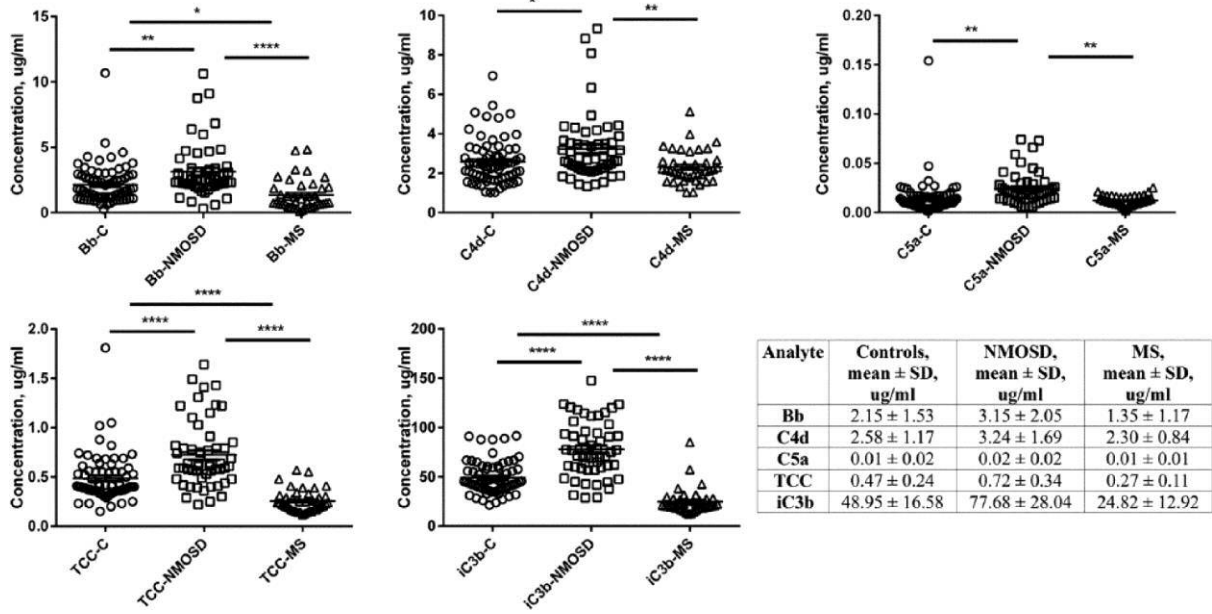 Concentration, ug/ml
15
10
5
0
*
**
****
Bb-C
Bb-NMOSD
Bb-MS
Concentration, ug/ml
10
8
6
4
2
0
*
**
C4d-C
C4d-NMOSD
C4d-MS
Concentration, ug/ml
0.20
0.15
0.10
0.05
0.00
**
**
C5a-C
C5a-NMOSD
C5a-MS
Concentration, ug/ml
2.0
1.5
1.0
0.5
0.0
****
****
****
TCC-C
TCC-NMOSD
TCC-MS
Concentration, ug/ml
200
150
100
50
0
****
****
****
iC3b-C
iC3b-NMOSD
iC3b-MS
Analyte Controls, mean ± SD, ug/ml NMOSD, mean ± SD, ug/ml MS, mean ± SD, ug/ml
Bb 2.15 ± 1.53 3.15 ± 2.05 1.35 ± 1.17
C4d 2.58 ± 1.17 3.24 ± 1.69 2.30 ± 0.84
C5a 0.01 ± 0.02 0.02 ± 0.02 0.01 ± 0.01
TCC 0.47 ± 0.24 0.72 ± 0.34 0.27 ± 0.11
iC3b 48.95 ± 16.58 77.68 ± 28.04 24.82 ± 12.92